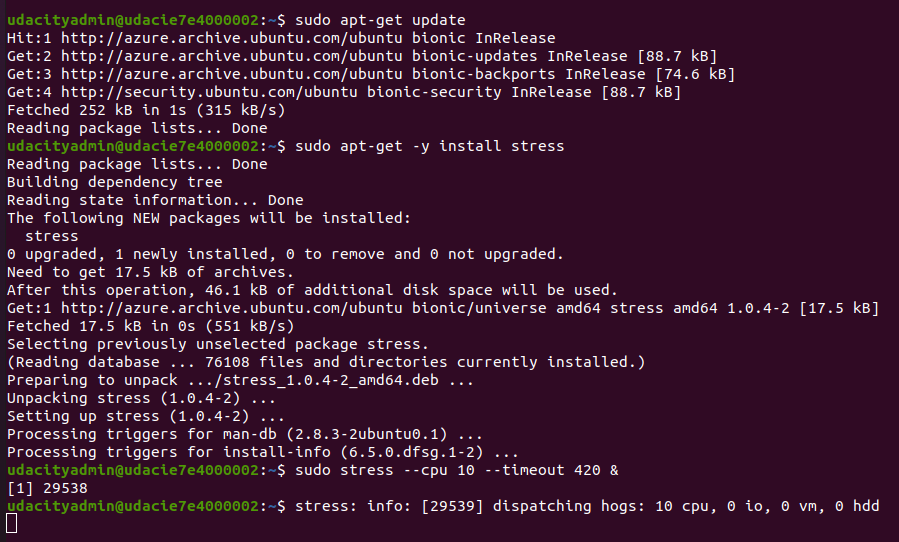 udacityadmin@udacie7e4000002:~$ sudo apt-get update
Hit:1 http://azure.archive.ubuntu.com/ubuntu bionic InRelease
Get:2 http://azure.archive.ubuntu.com/ubuntu bionic-updates InRelease [88.7 kB]
Get:3 http://azure.archive.ubuntu.com/ubuntu bionic-backports InRelease [74.6 kB]
Get:4 http://security.ubuntu.com/ubuntu bionic-security InRelease [88.7 kB]
Fetched 252 kB in 1s (315 kB/s)
Reading package lists... Done
udacityadmin@udacie7e4000002:~$ sudo apt-get -y install stress
Reading package lists... Done
Building dependency tree
Reading state information... Done
The following NEW packages will be installed:
  stress
0 upgraded, 1 newly installed, 0 to remove and 0 not upgraded.
Need to get 17.5 kB of archives.
After this operation, 46.1 kB of additional disk space will be used.
Get:1 http://azure.archive.ubuntu.com/ubuntu bionic/universe amd64 stress amd64 1.0.4-2 [17.5 kB]
Fetched 17.5 kB in 0s (551 kB/s)
Selecting previously unselected package stress.
(Reading database ... 76108 files and directories currently installed.)
Preparing to unpack .../stress_1.0.4-2_amd64.deb ...
Unpacking stress (1.0.4-2) ...
Setting up stress (1.0.4-2) ...
Processing triggers for man-db (2.8.3-2ubuntu0.1) ...
Processing triggers for install-info (6.5.0.dfsg.1-2) ...
udacityadmin@udacie7e4000002:~$ sudo stress --cpu 10 --timeout 420 &
[1] 29538
udacityadmin@udacie7e4000002:~$ stress: info: [29539] dispatching hogs: 10 cpu, 0 io, 0 vm, 0 hdd